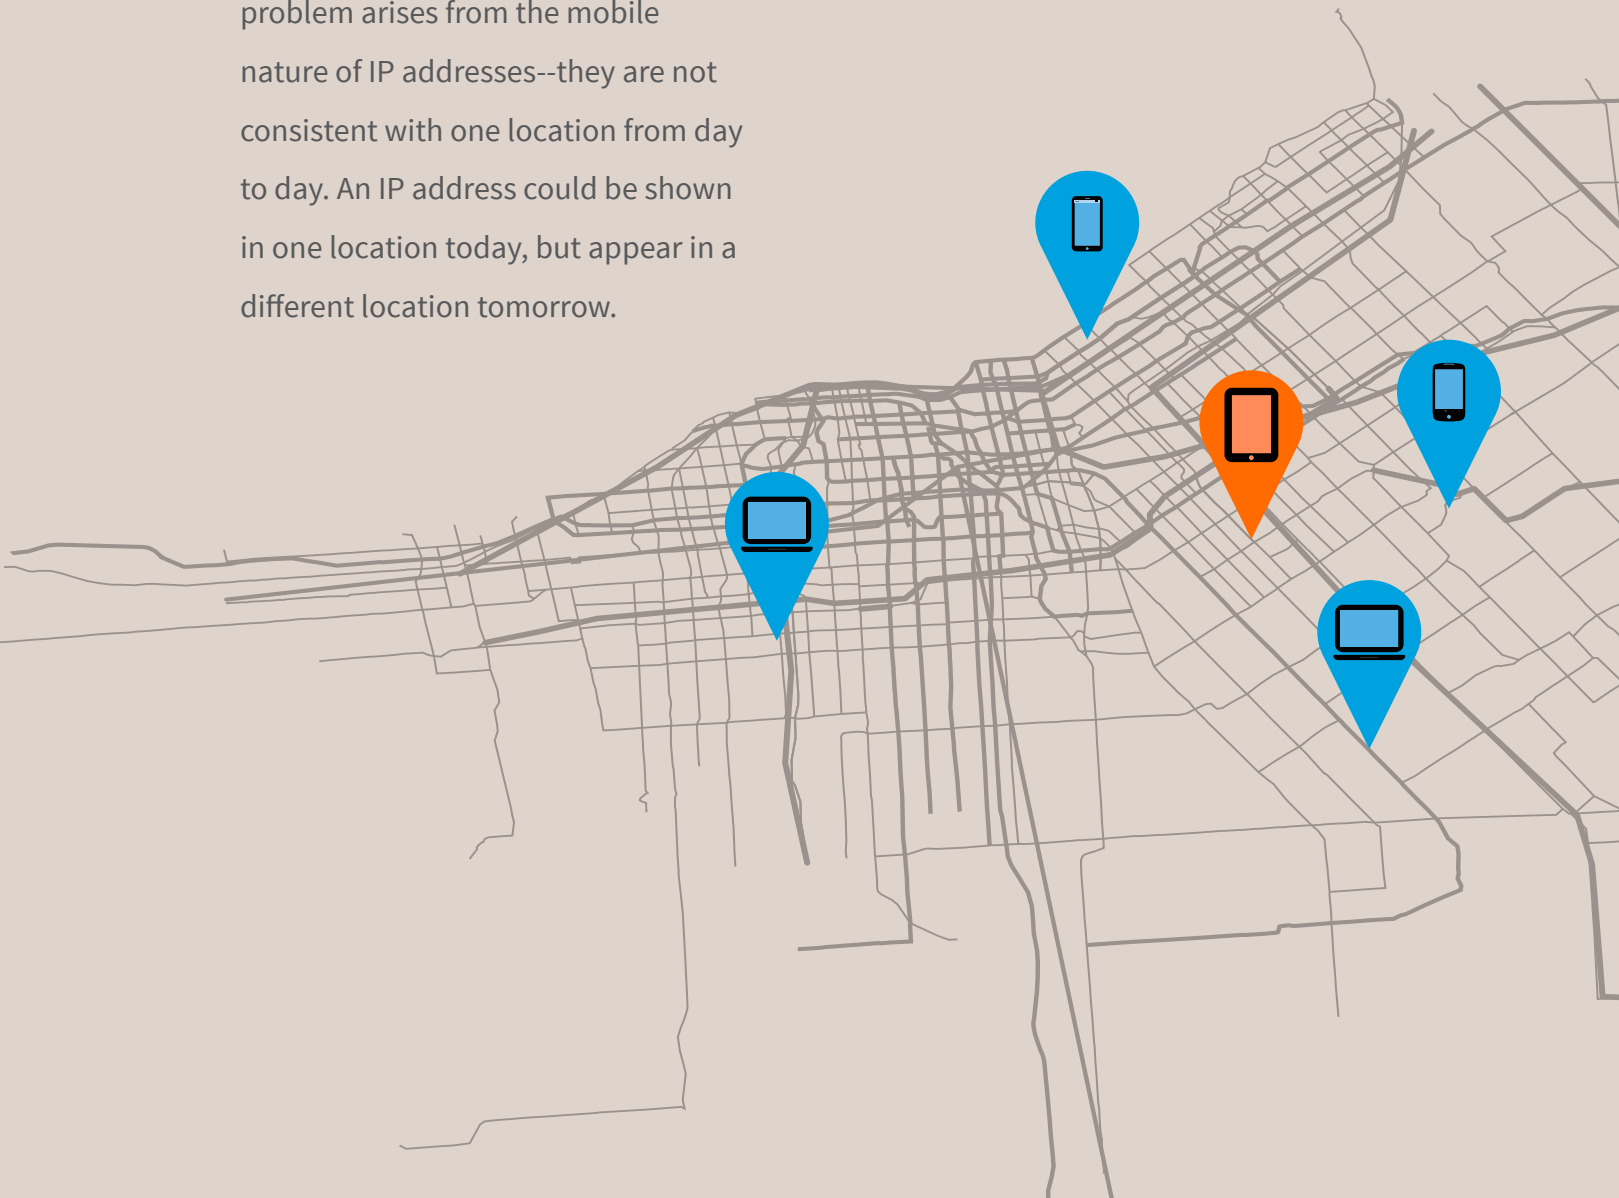 problem arises from the mobile
nature of IP addresses--they are not
consistent with one location from day
to day. An IP address could be shown
in one location today, but appear in a
different location tomorrow.